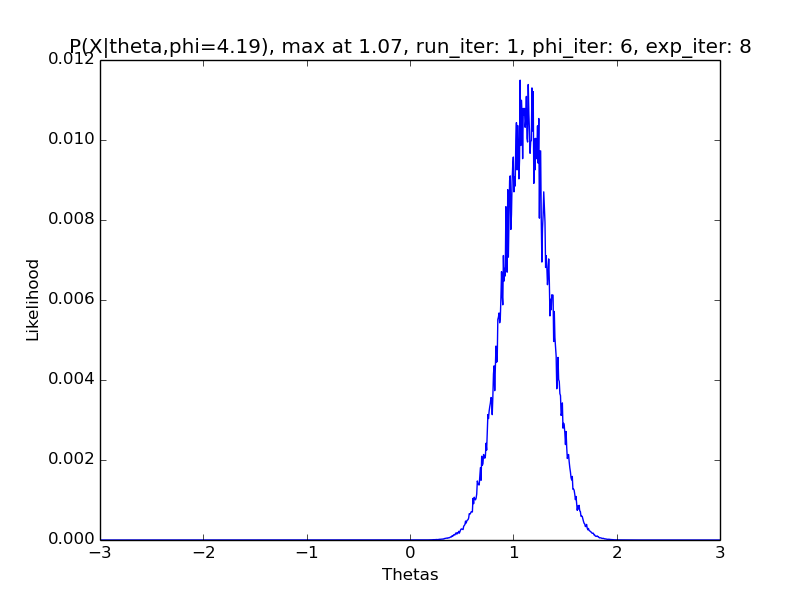 P(X|theta,phi=4.19), max at 1.07, run_iter: 1, phi_iter: 6, exp_iter: 8
0.012
0.010
0.008
0.006
0.004
0.002
0.000
Likelihood
−3 −2 −1 0 1 2 3
Thetas